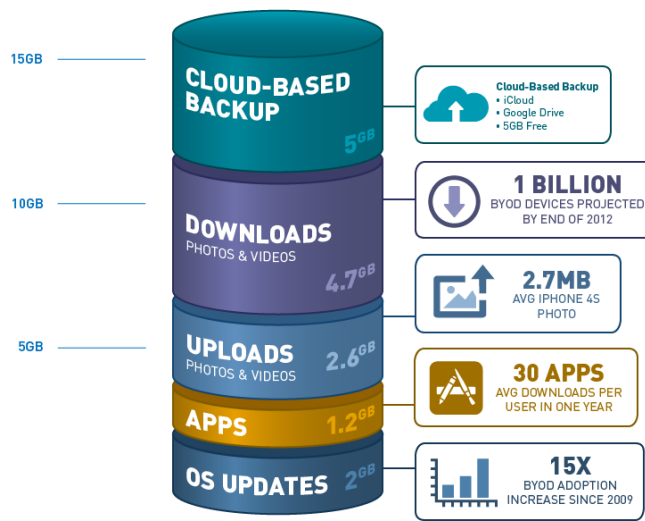 15GB
10GB
5GB
CLOUD-BASED
BACKUP
5GB
DOWNLOADS
PHOTOS & VIDEOS
4.7GB
UPLOADS
PHOTOS & VIDEOS
2.6GB
APPS
1.2GB
OS UPDATES
2GB
Cloud-Based Backup
• iCloud
• Google Drive
• 5GB Free
1 BILLION
BYOD DEVICES PROJECTED
BY END OF 2012
2.7MB
AVG IPHONE 4S
PHOTO
30 APPS
AVG DOWNLOADS PER
USER IN ONE YEAR
15X
BYOD ADOPTION
INCREASE SINCE 2009